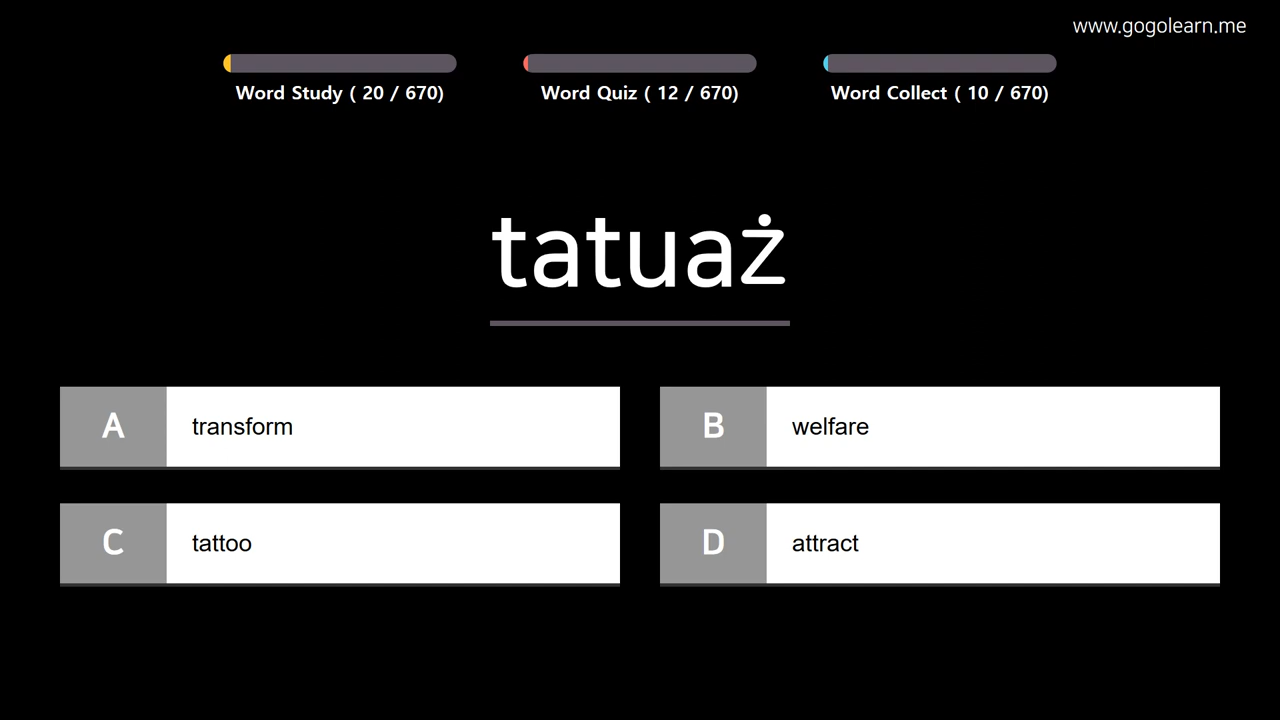 www.gogolearn.me
Word Study ( 20 / 670)
Word Quiz ( 12 / 670)
Word Collect ( 10 / 670)
tatuaż
A transform
B welfare
C tattoo
D attract